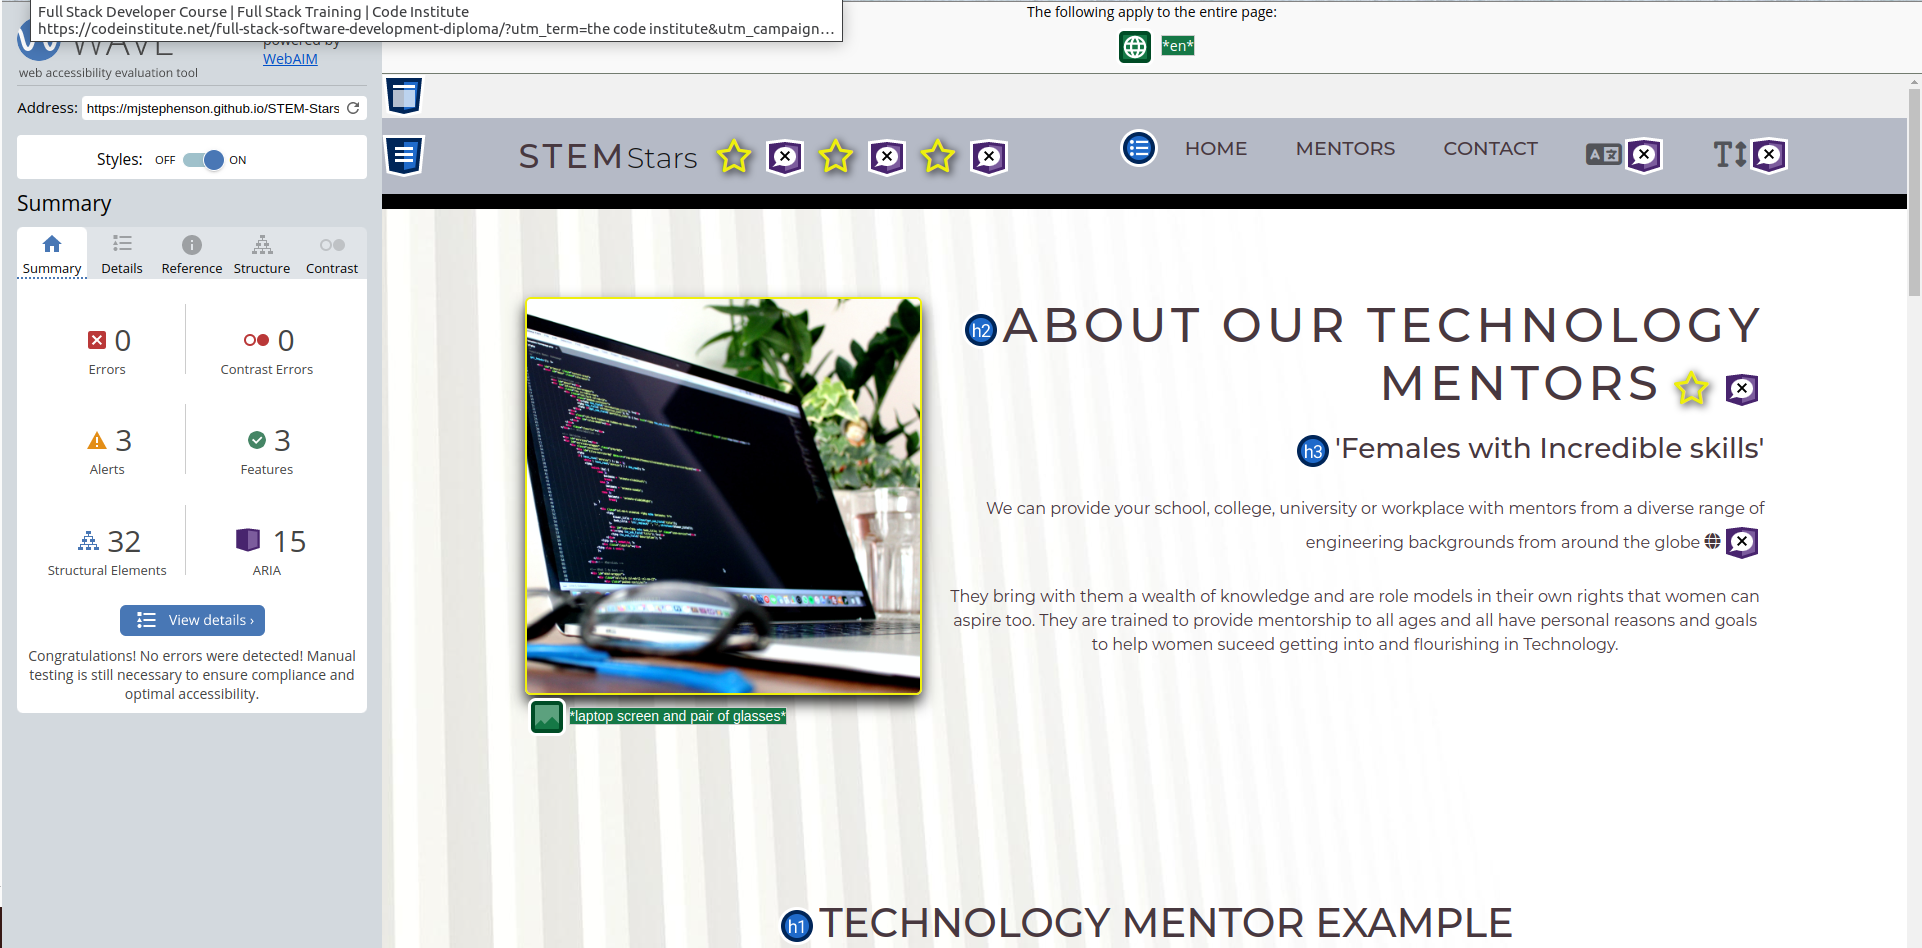 Full Stack Developer Course | Full Stack Training | Code Institute
https://codeinstitute.net/full-stack-software-development-diploma/?utm_term=the code institute&utm_campaign…
WAVE
powered by
WebAIM
web accessibility evaluation tool
Address: https://mjstephenson.github.io/STEM-Stars
Styles: OFF ON
Summary
Summary Details Reference Structure Contrast
0 0
Errors Contrast Errors
3 3
Alerts Features
32 15
Structural Elements ARIA
View details ›
Congratulations! No errors were detected! Manual
testing is still necessary to ensure compliance and
optimal accessibility.
The following apply to the entire page:
*en*
STEM Stars
HOME MENTORS CONTACT
h2 ABOUT OUR TECHNOLOGY
MENTORS
h3 'Females with Incredible skills'
We can provide your school, college, university or workplace with mentors from a diverse range of
engineering backgrounds from around the globe
They bring with them a wealth of knowledge and are role models in their own rights that women can
aspire too. They are trained to provide mentorship to all ages and all have personal reasons and goals
to help women suceed getting into and flourishing in Technology.
*laptop screen and pair of glasses*
h1 TECHNOLOGY MENTOR EXAMPLE